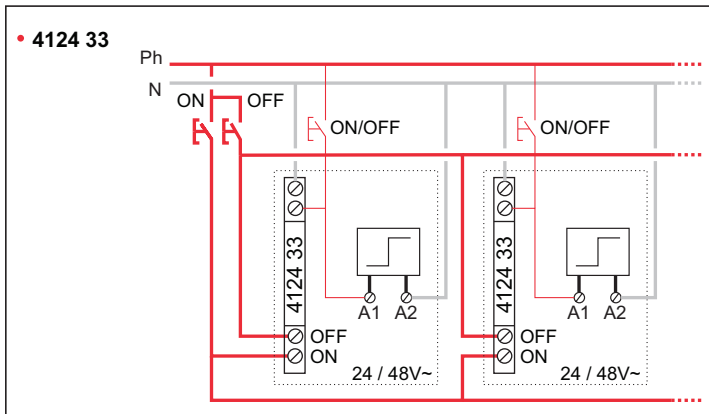 • 4124 33
Ph
N
ON OFF
ON/OFF
ON/OFF
4124 33
A1 A2
OFF
ON
24 / 48V~
4124 33
A1 A2
OFF
ON
24 / 48V~